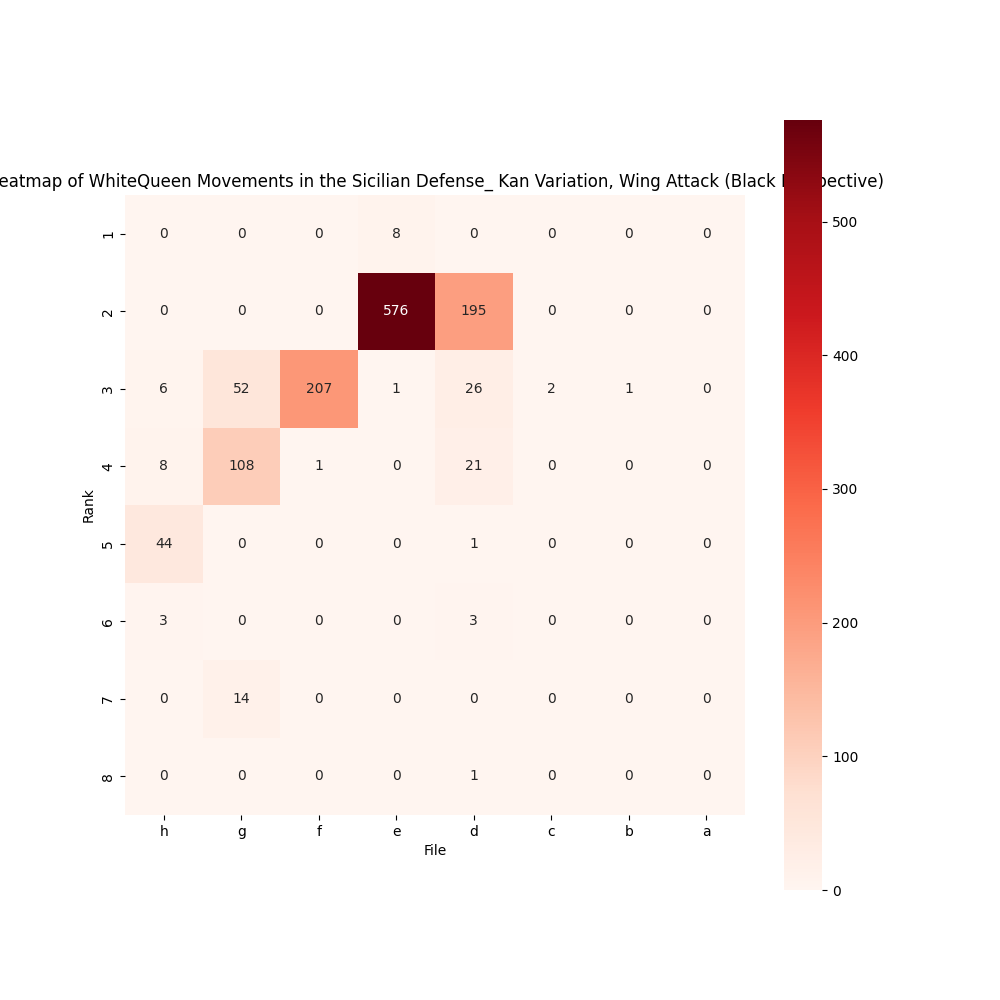 eatmap of WhiteQueen Movements in the Sicilian Defense_ Kan Variation, Wing Attack (Black
500
400
300
200
100
0
Rank
1 0 0 0 8 0 0 0 0
2 0 0 0 576 195 0 0 0
3 6 52 207 1 26 2 1 0
4 8 108 1 0 21 0 0 0
5 44 0 0 0 1 0 0 0
6 3 0 0 0 3 0 0 0
7 0 14 0 0 0 0 0 0
8 0 0 0 0 1 0 0 0
h g f e d c b a
File